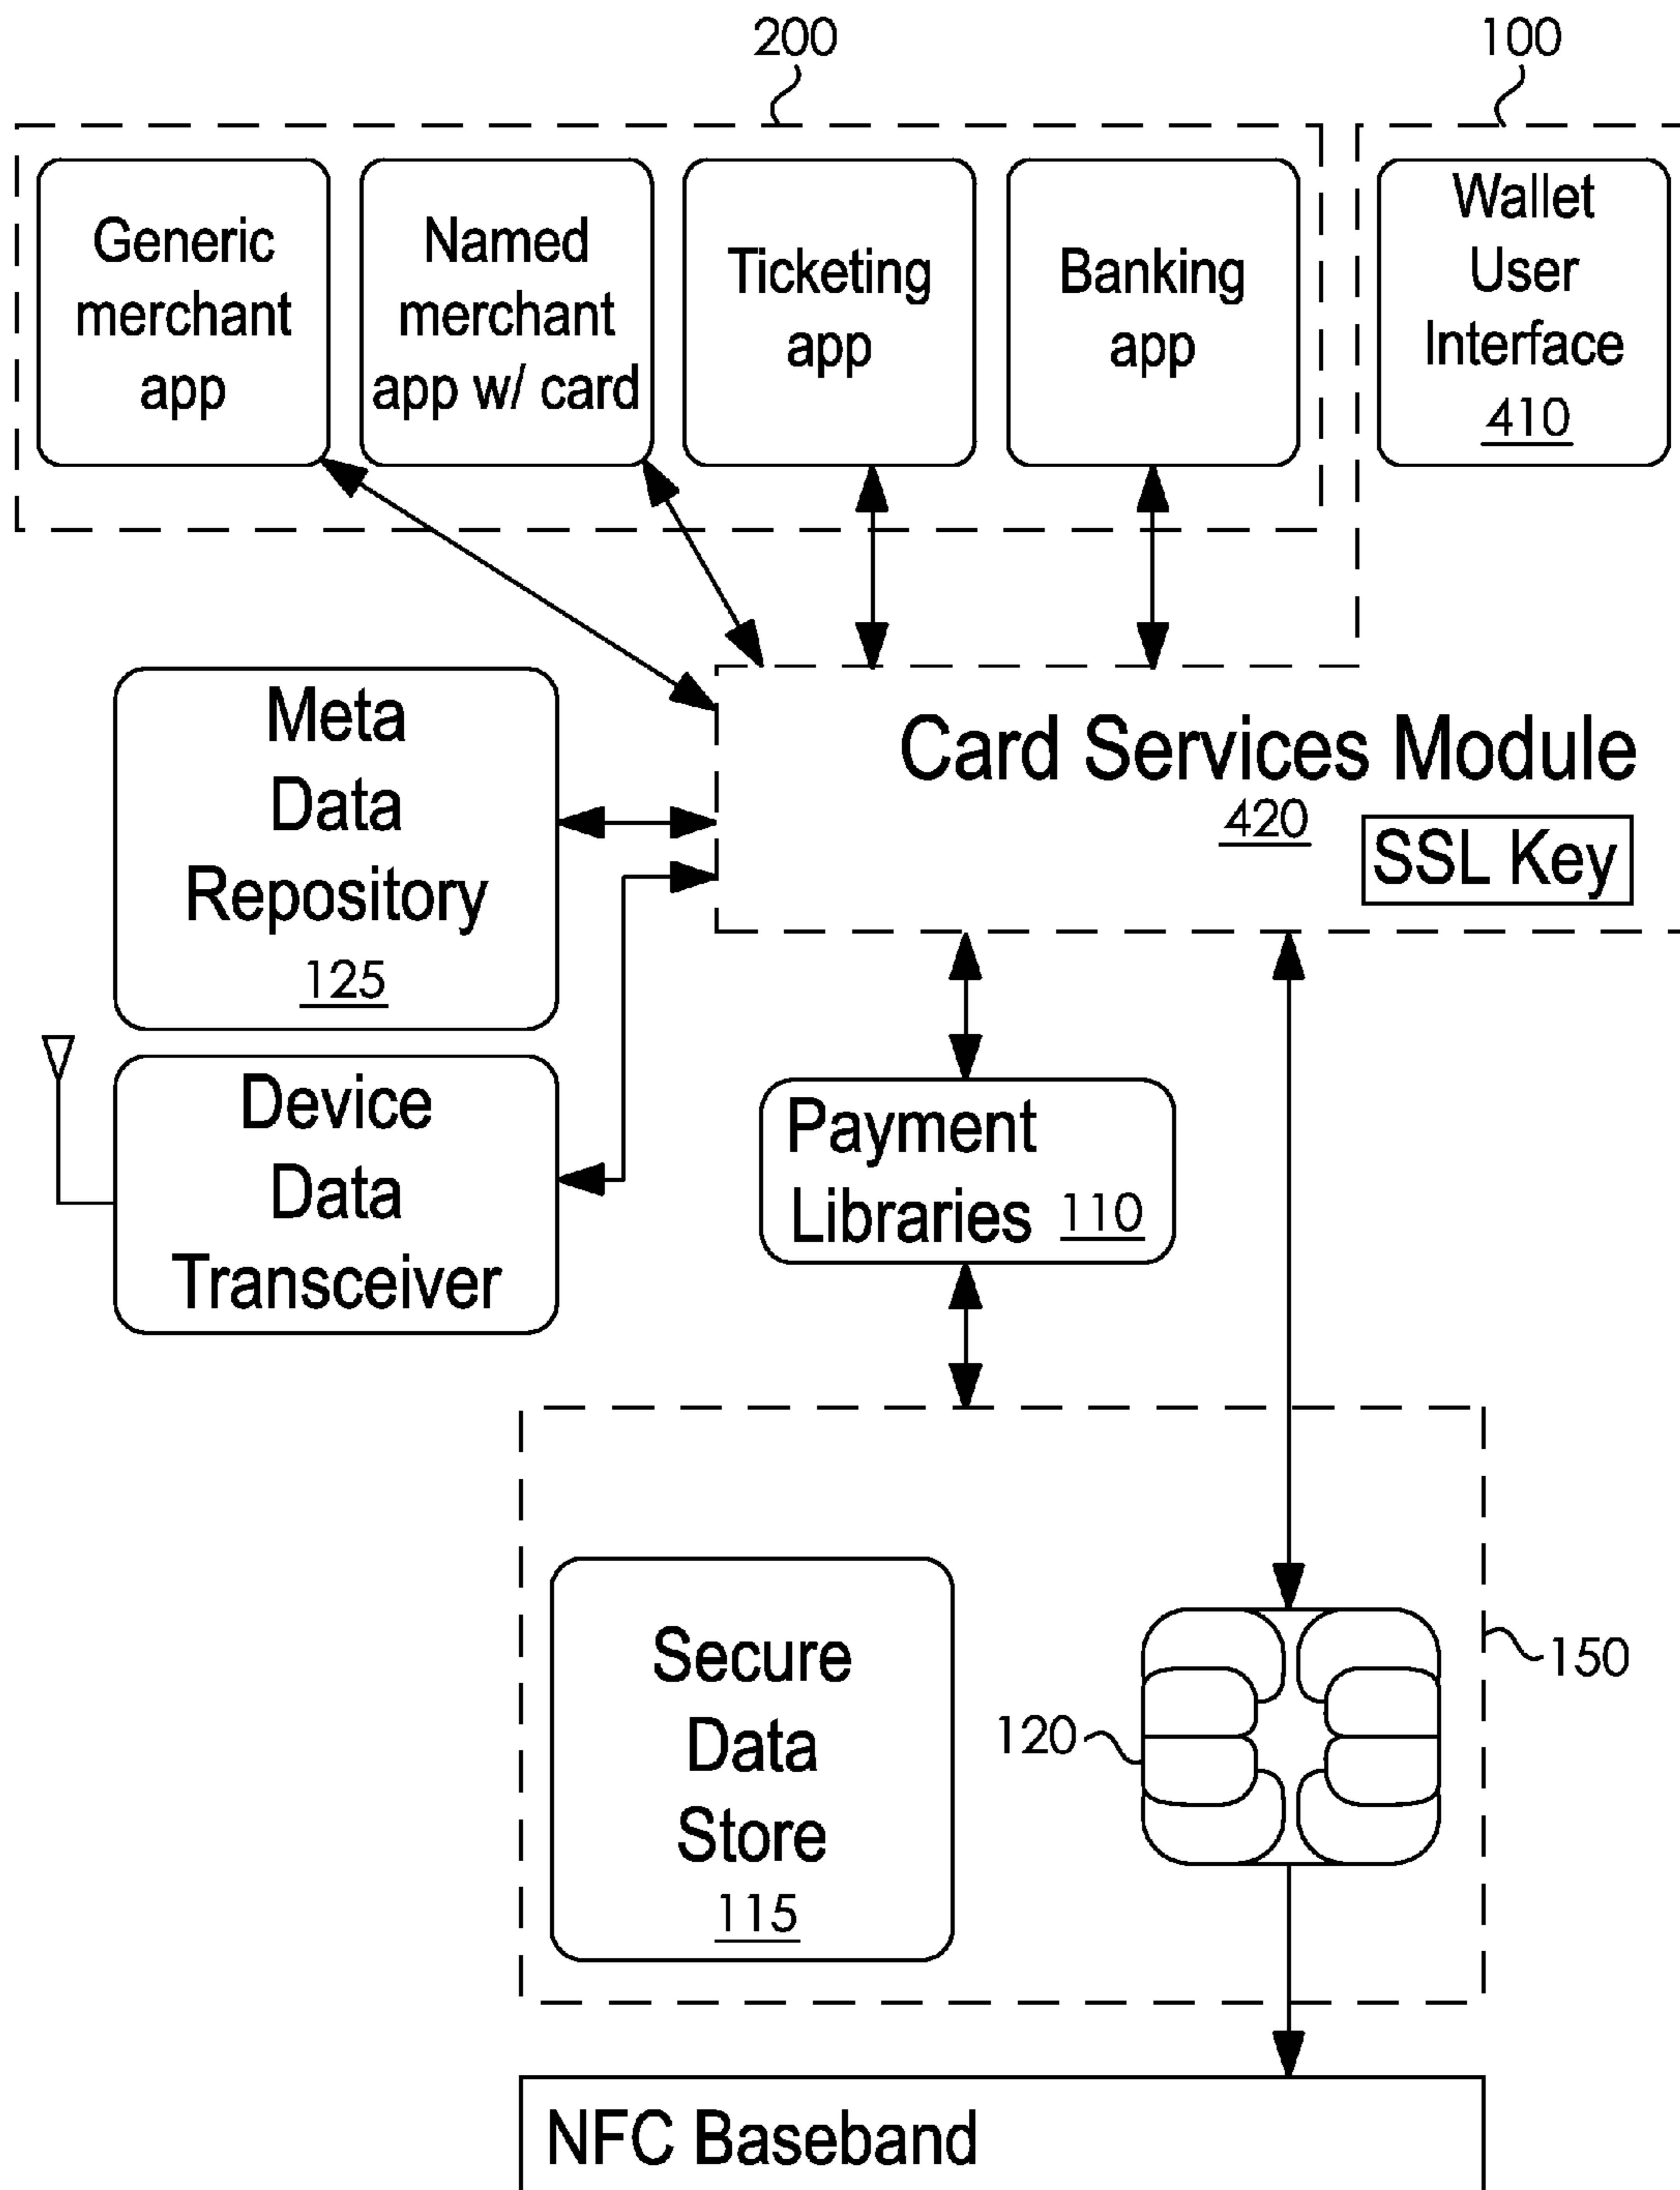 200
100
Generic
merchant
app
Named
merchant
app w/ card
Ticketing
app
Banking
app
Wallet
User
Interface
410
Meta
Data
Repository
125
Card Services Module
420
SSL Key
Device
Data
Transceiver
Payment
Libraries 110
Secure
Data
Store
115
120
150
NFC Baseband